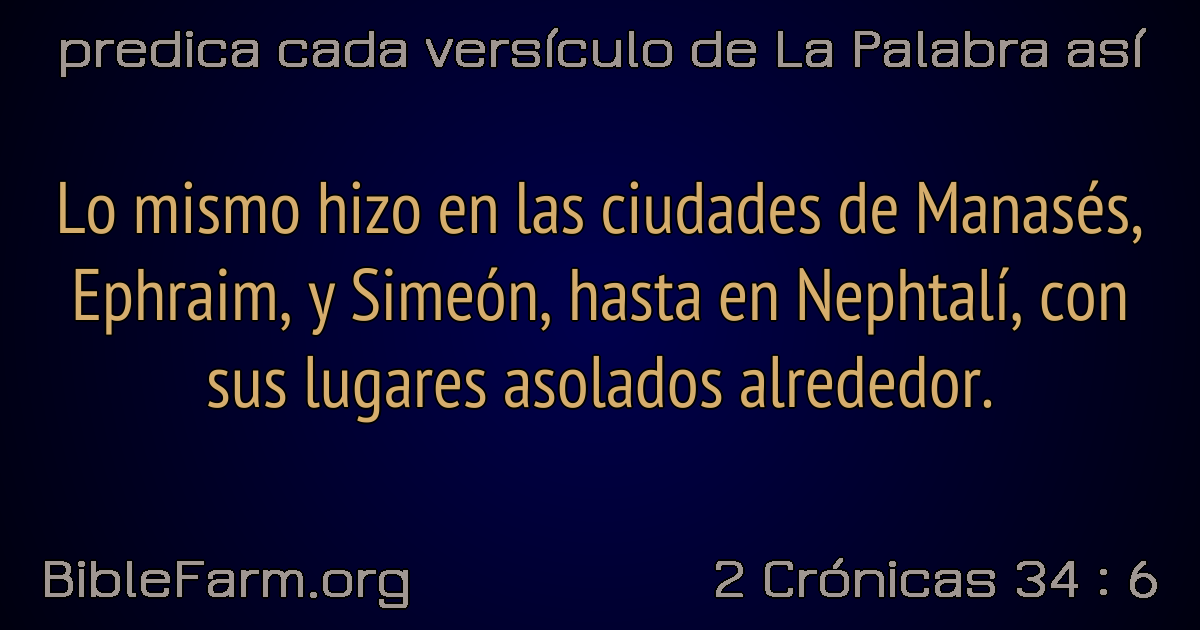 predica cada versículo de La Palabra así
Lo mismo hizo en las ciudades de Manasés,
Ephraim, y Simeón, hasta en Nephtalí, con
sus lugares asolados alrededor.
BibleFarm.org
2 Crónicas 34 : 6